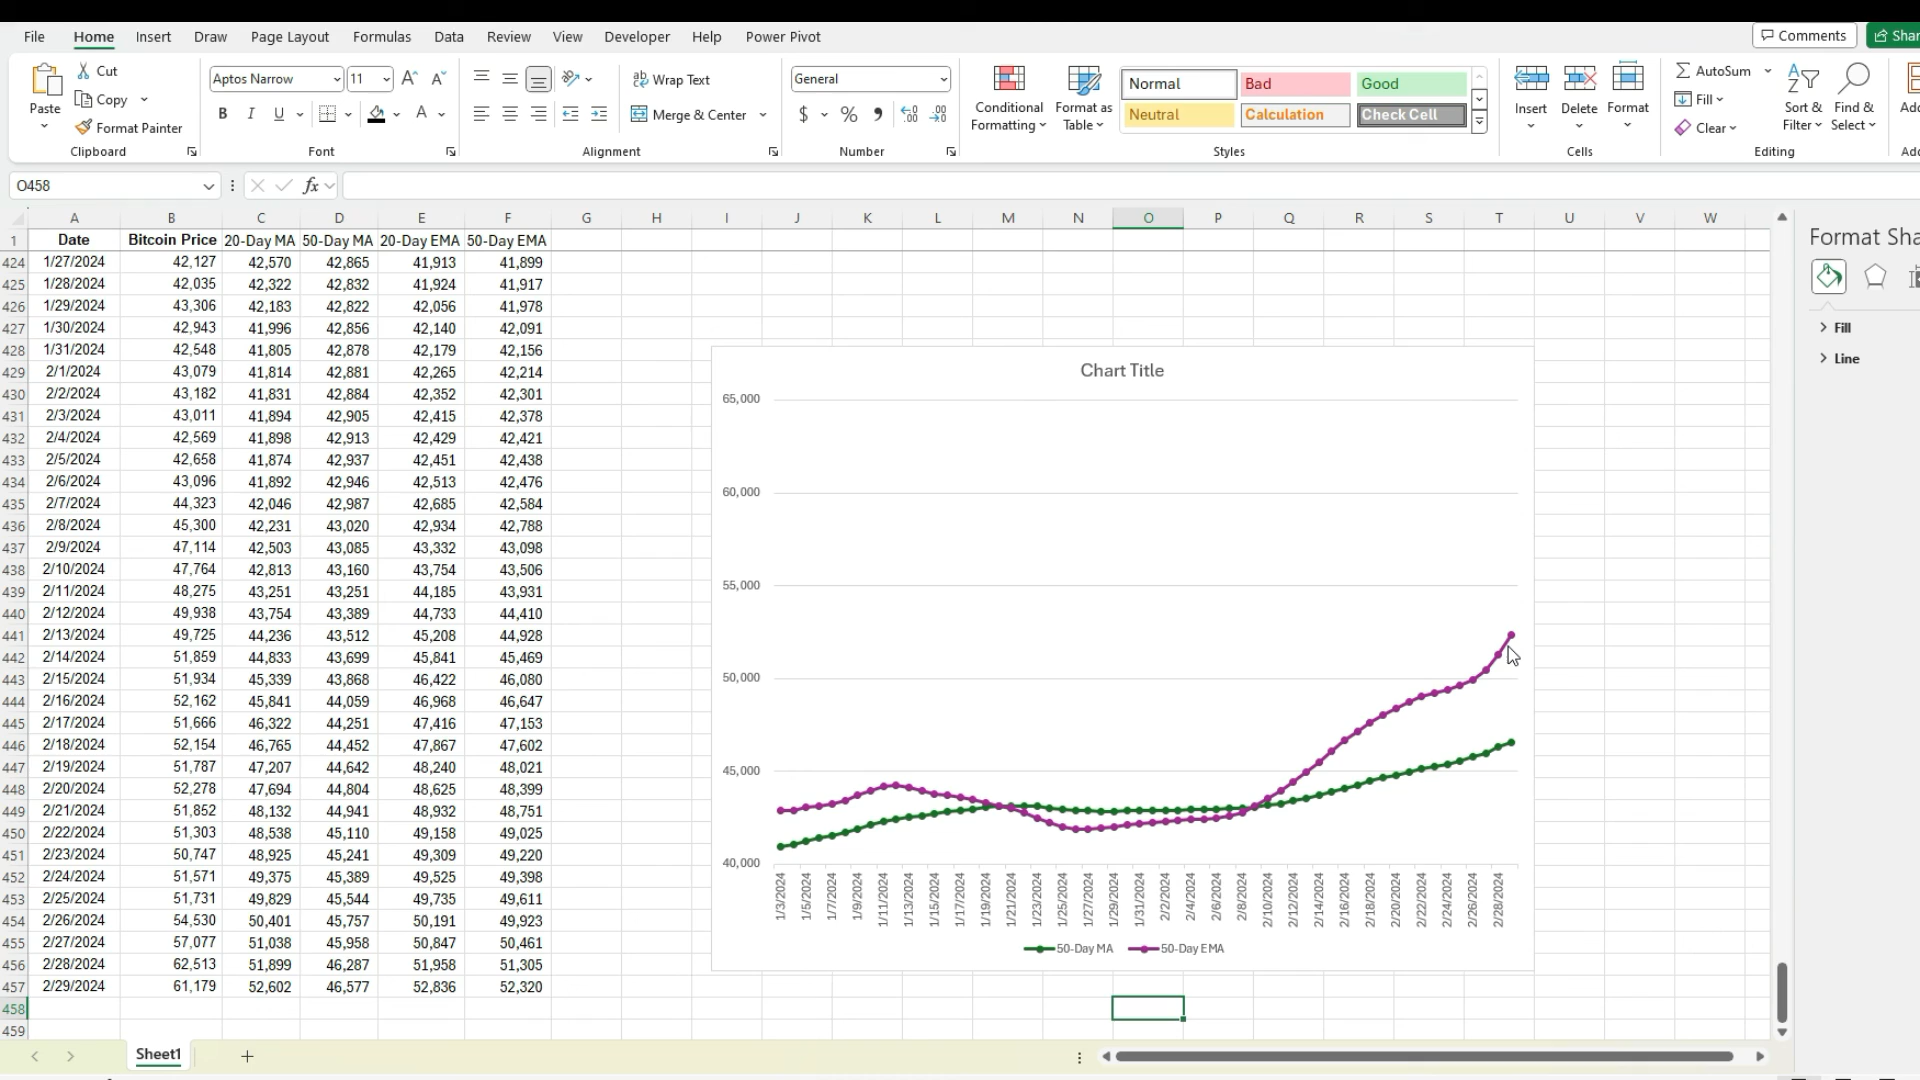 File Home Insert Draw Page Layout Formulas Data Review View Developer Help Power Pivot Comments
Cut
Copy
Format Painter
Paste
Clipboard
Aptos Narrow 11
B I U
Font
Wrap Text
Merge & Center
Alignment
General
$ % ,
Number
Conditional Formatting
Format as Table
Normal Bad Good
Neutral Calculation Check Cell
Styles
Insert Delete Format
Cells
AutoSum
Fill
Clear
Sort & Filter
Find & Select
Editing
O458 fx
A B C D E F G H I J K L M N O P Q R S T U V W
1 Date Bitcoin Price 20-Day MA 50-Day MA 20-Day EMA 50-Day EMA
424 1/27/2024 42,127 42,570 42,865 41,913 41,899
425 1/28/2024 42,035 42,322 42,832 41,924 41,917
426 1/29/2024 43,306 42,183 42,822 42,056 41,978
427 1/30/2024 42,943 41,996 42,856 42,140 42,091
428 1/31/2024 42,548 41,805 42,878 42,179 42,156
429 2/1/2024 43,079 41,814 42,881 42,265 42,214
430 2/2/2024 43,182 41,831 42,884 42,352 42,301
431 2/3/2024 43,011 41,894 42,905 42,415 42,378
432 2/4/2024 42,569 41,898 42,913 42,429 42,421
433 2/5/2024 42,658 41,874 42,937 42,451 42,438
434 2/6/2024 43,096 41,892 42,946 42,513 42,476
435 2/7/2024 44,323 42,046 42,987 42,685 42,584
436 2/8/2024 45,300 42,231 43,020 42,934 42,788
437 2/9/2024 47,114 42,503 43,085 43,332 43,098
438 2/10/2024 47,764 42,813 43,160 43,754 43,506
439 2/11/2024 48,275 43,251 43,251 44,185 43,931
440 2/12/2024 49,938 43,754 43,389 44,733 44,410
441 2/13/2024 49,725 44,236 43,512 45,208 44,928
442 2/14/2024 51,859 44,833 43,699 45,841 45,469
443 2/15/2024 51,934 45,339 43,868 46,422 46,080
444 2/16/2024 52,162 45,841 44,059 46,968 46,647
445 2/17/2024 51,666 46,322 44,251 47,416 47,153
446 2/18/2024 52,154 46,765 44,452 47,867 47,602
447 2/19/2024 51,787 47,207 44,642 48,240 48,021
448 2/20/2024 52,278 47,694 44,804 48,625 48,399
449 2/21/2024 51,852 48,132 44,941 48,932 48,751
450 2/22/2024 51,303 48,538 45,110 49,158 49,025
451 2/23/2024 50,747 48,925 45,241 49,309 49,220
452 2/24/2024 51,571 49,375 45,389 49,525 49,398
453 2/25/2024 51,731 49,829 45,544 49,735 49,611
454 2/26/2024 54,530 50,401 45,757 50,191 49,923
455 2/27/2024 57,077 51,038 45,958 50,847 50,461
456 2/28/2024 62,513 51,899 46,287 51,958 51,305
457 2/29/2024 61,179 52,602 46,577 52,836 52,320
458
459
Chart Title
65,000
60,000
55,000
50,000
45,000
40,000
1/3/2024 1/5/2024 1/7/2024 1/9/2024 1/11/2024 1/13/2024 1/15/2024 1/17/2024 1/19/2024 1/21/2024 1/23/2024 1/25/2024 1/27/2024 1/29/2024 1/31/2024 2/2/2024 2/4/2024 2/6/2024 2/8/2024 2/10/2024 2/12/2024 2/14/2024 2/16/2024 2/18/2024 2/20/2024 2/22/2024 2/24/2024 2/26/2024 2/28/2024
50-Day MA 50-Day EMA
Format Sha
Fill
Line
Sheet1